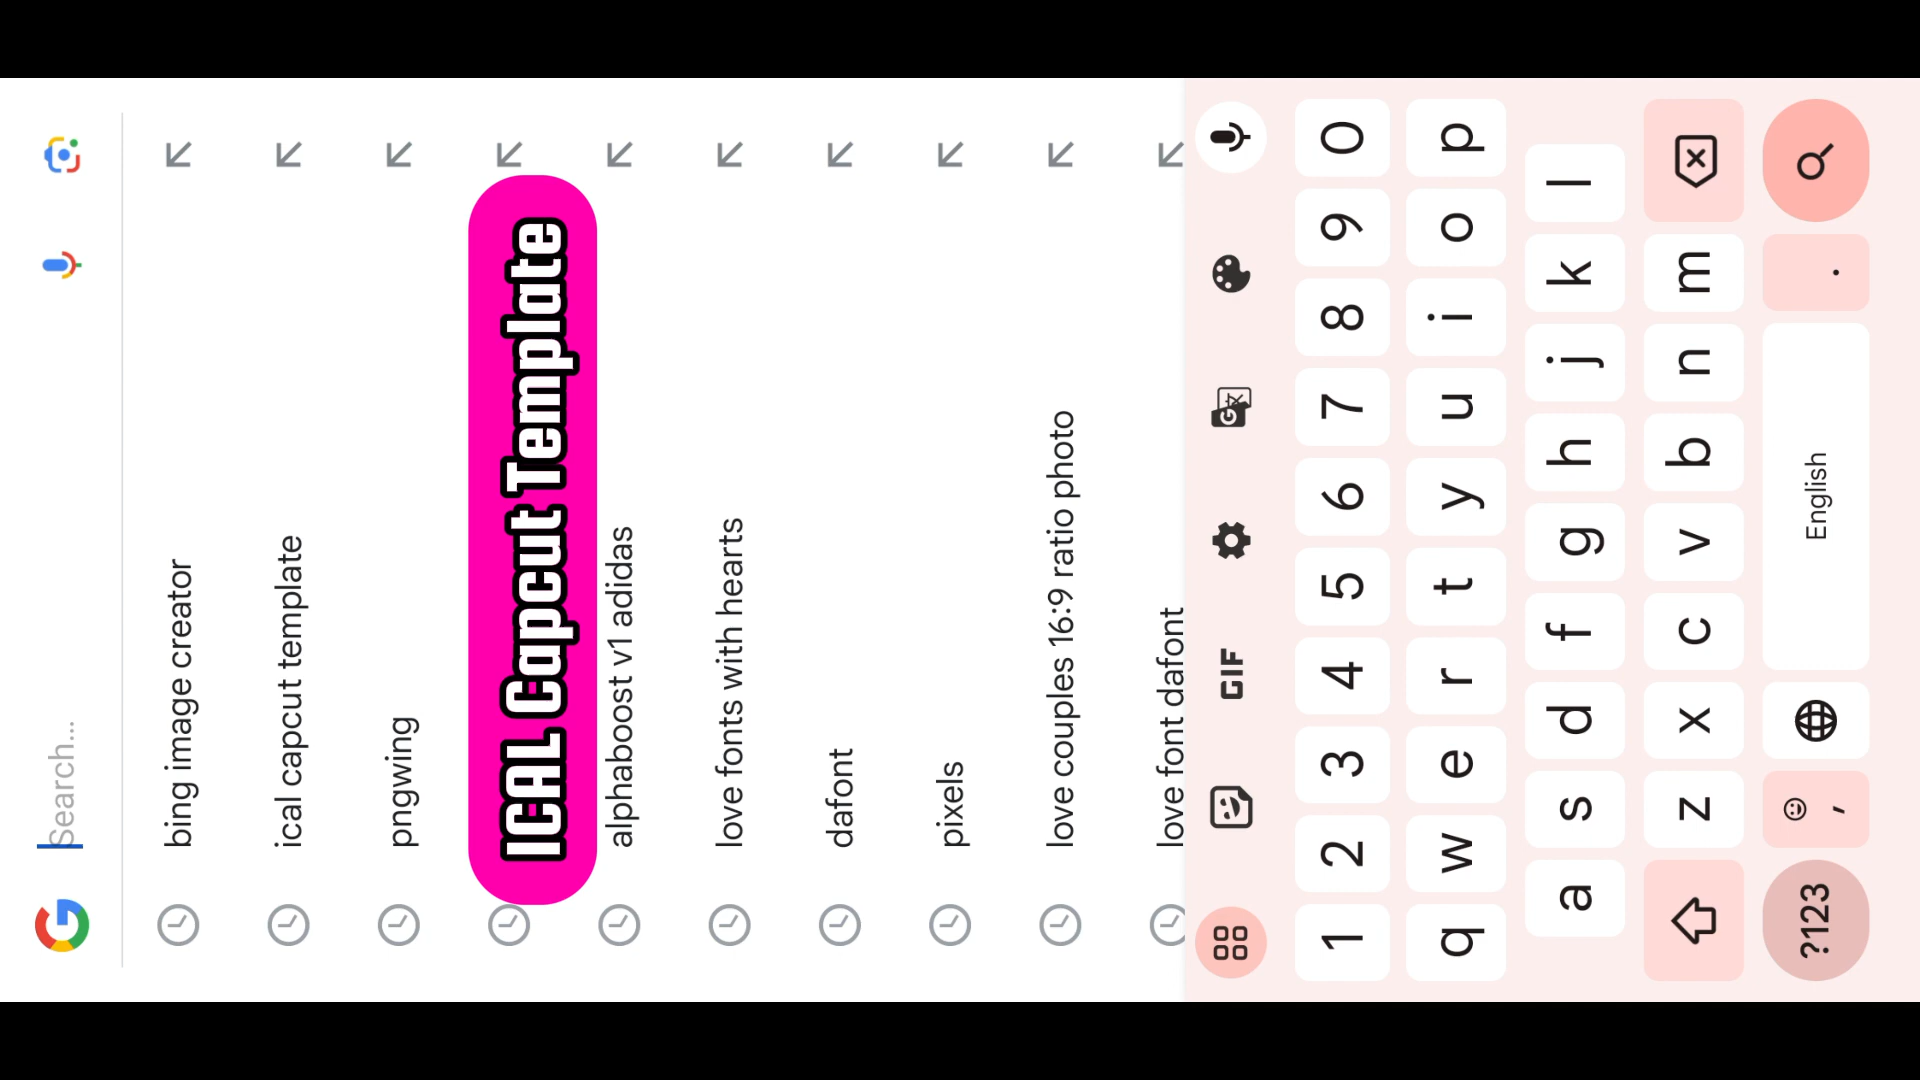 Search...
bing image creator
ical capcut template
pngwing
ICAL Capcut Template
alphaboost v1 adidas
love fonts with hearts
dafont
pixels
love couples 16:9 ratio photo
love font dafont
GIF
1 2 3 4 5 6 7 8 9 0
q w e r t y u i o p
a s d f g h j k l
z x c v b n m
?123 , English .